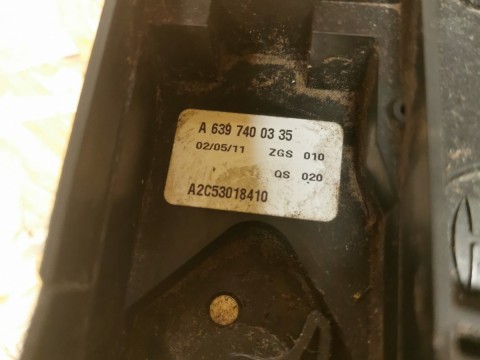 A 639 740 03 35
02/05/11 ZGS 010
QS 020
A2C53018410